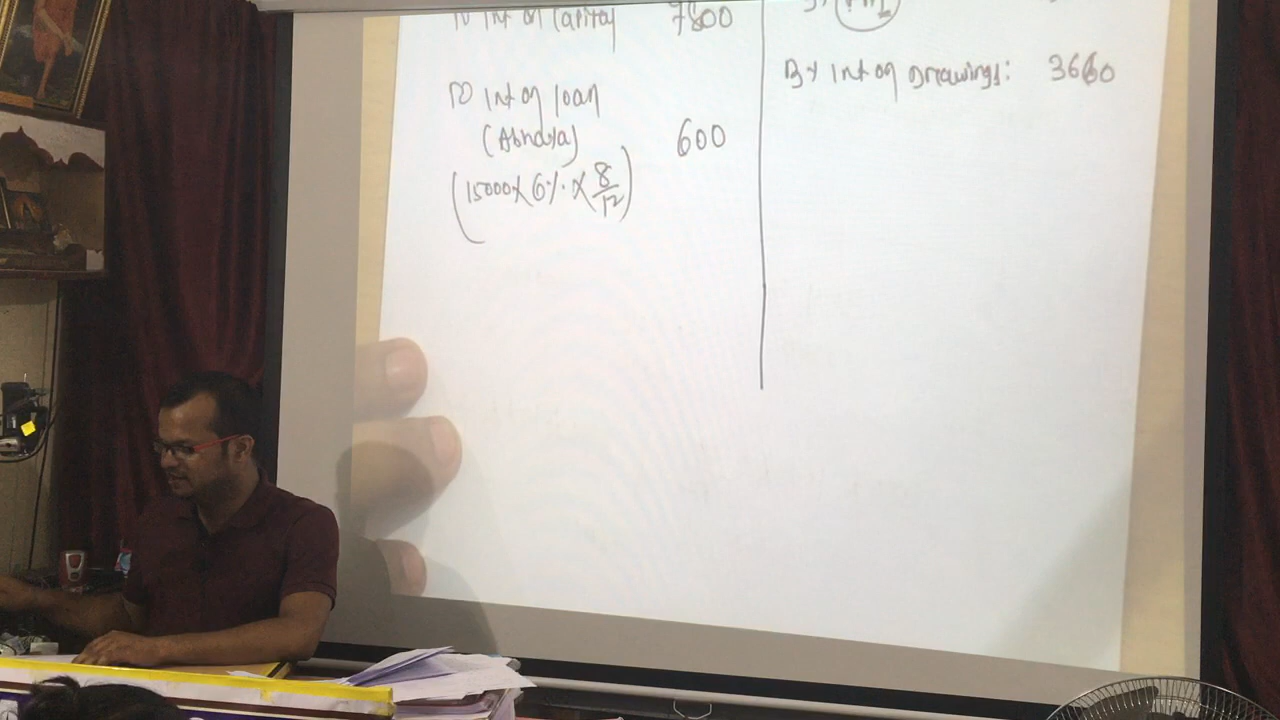 To Int on Capital 7800
To Int on loan
(Abhaya) 600
(15000 x 6% x 8/12)
By Int on Drawings: 3660